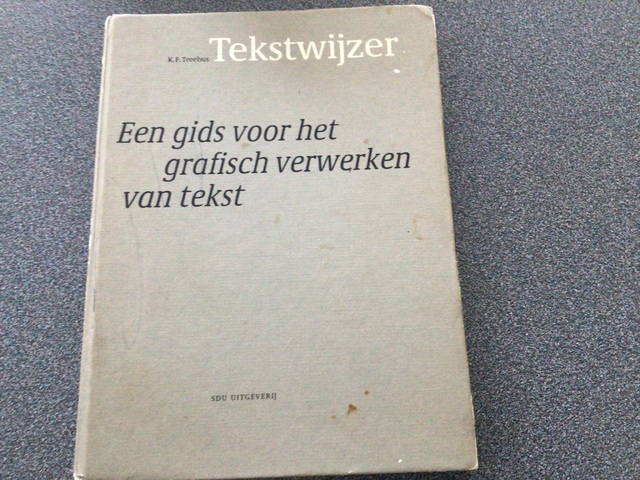 K.F. Treebus Tekstwijzer
Een gids voor het
grafisch verwerken
van tekst
SDU UITGEVERIJ